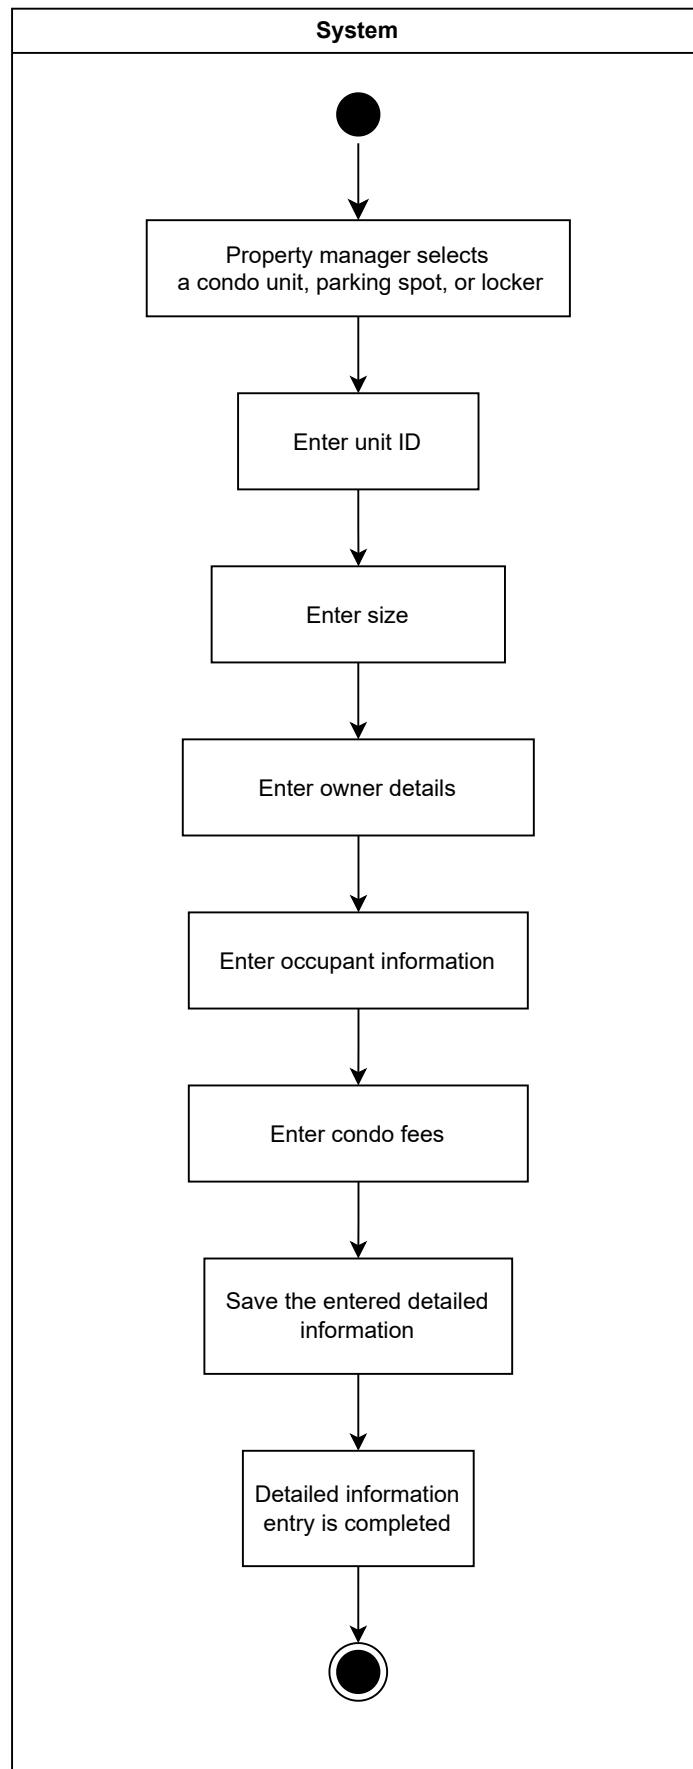 System
Property manager selects
a condo unit, parking spot, or locker
Enter unit ID
Enter size
Enter owner details
Enter occupant information
Enter condo fees
Save the entered detailed
information
Detailed information
entry is completed